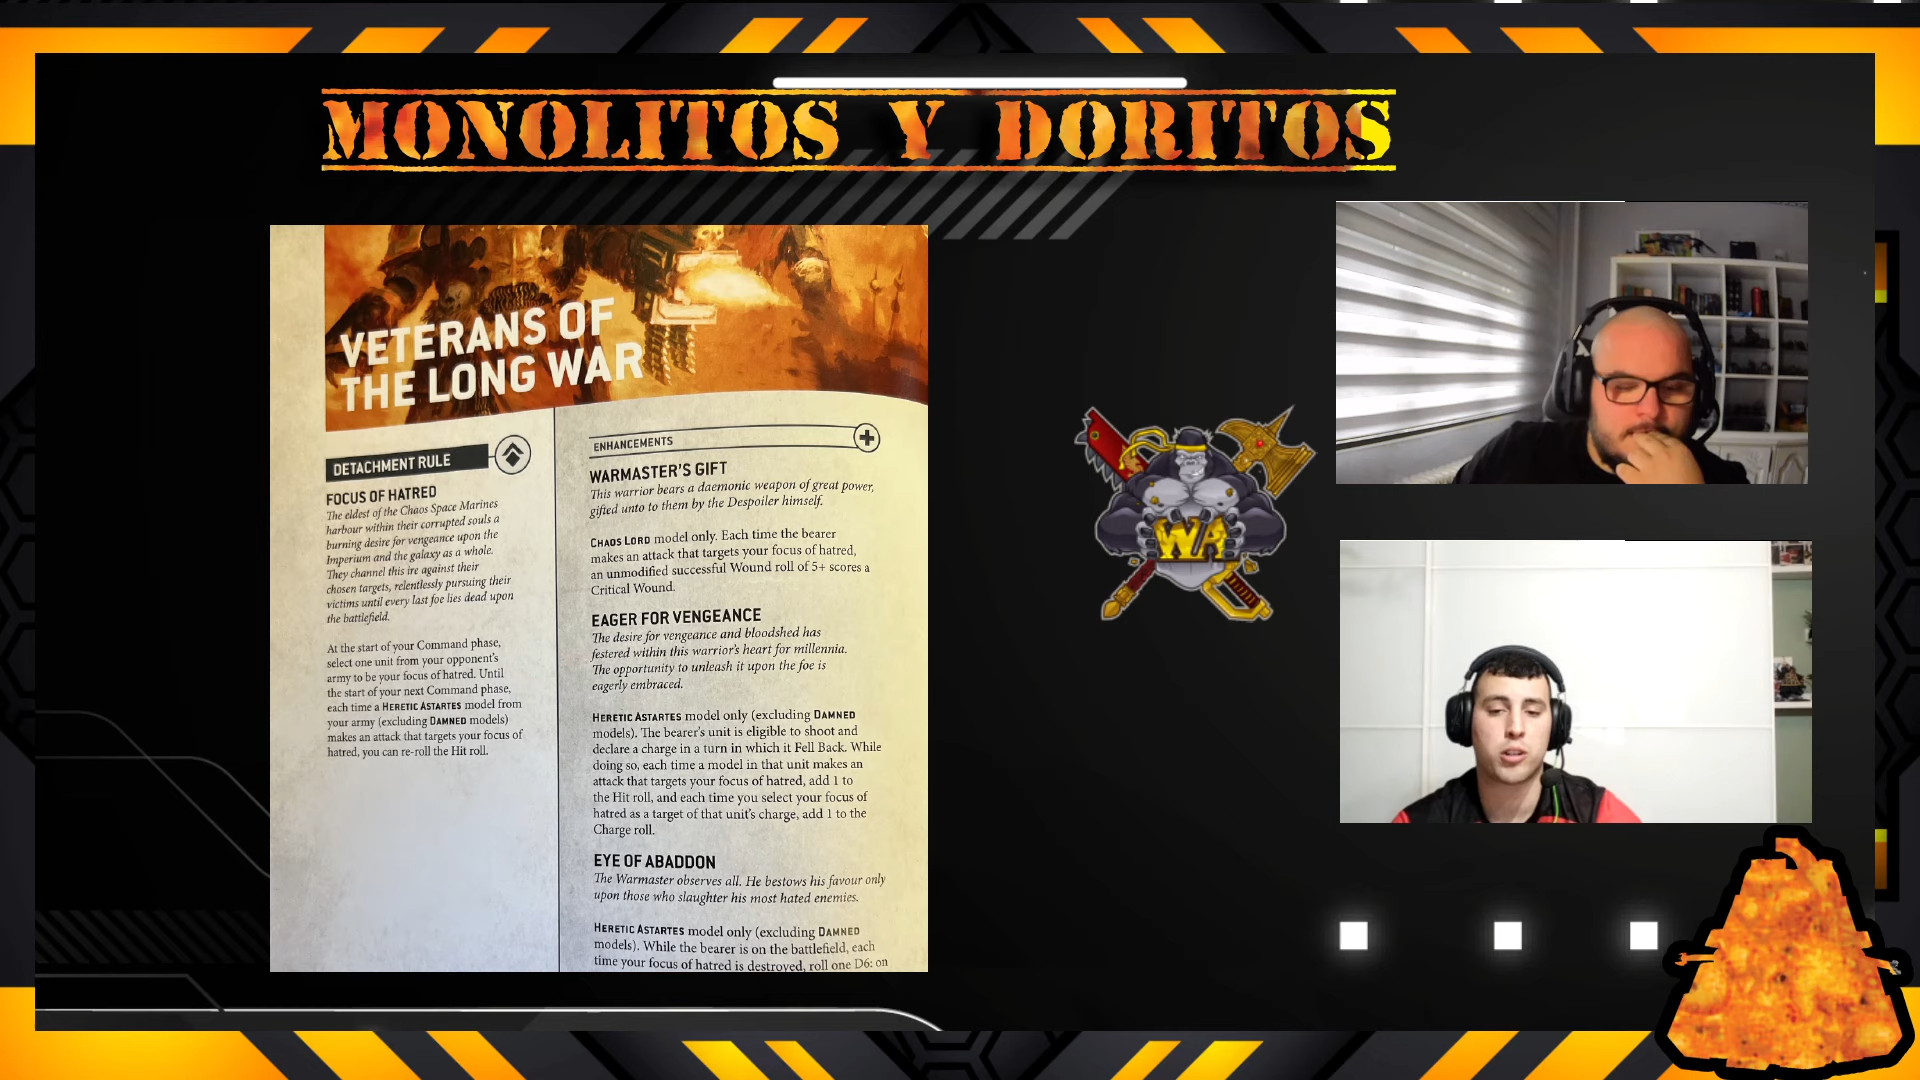 MONOLITOS Y DORITOS
VETERANS OF
THE LONG WAR
DETACHMENT RULE
FOCUS OF HATRED
The eldest of the Chaos Space Marines
harbour within their corrupted souls a
burning desire for vengeance upon the
Imperium and the galaxy as a whole.
They channel this ire against their
chosen targets, relentlessly pursuing their
victims until every last foe lies dead upon
the battlefield.
At the start of your Command phase,
select one unit from your opponent's
army to be your focus of hatred. Until
the start of your next Command phase,
each time a HERETIC ASTARTES model from
your army (excluding DAMNED models)
makes an attack that targets your focus of
hatred, you can re-roll the Hit roll.
ENHANCEMENTS
WARMASTER'S GIFT
This warrior bears a daemonic weapon of great power,
gifted unto to them by the Despoiler himself.
CHAOS LORD model only. Each time the bearer
makes an attack that targets your focus of hatred,
an unmodified successful Wound roll of 5+ scores a
Critical Wound.
EAGER FOR VENGEANCE
The desire for vengeance and bloodshed has
festered within this warrior's heart for millennia.
The opportunity to unleash it upon the foe is
eagerly embraced.
HERETIC ASTARTES model only (excluding DAMNED
models). The bearer's unit is eligible to shoot and
declare a charge in a turn in which it Fell Back. While
doing so, each time a model in that unit makes an
attack that targets your focus of hatred, add 1 to
the Hit roll, and each time you select your focus of
hatred as a target of that unit's charge, add 1 to the
Charge roll.
EYE OF ABADDON
The Warmaster observes all. He bestows his favour only
upon those who slaughter his most hated enemies.
HERETIC ASTARTES model only (excluding DAMNED
models). While the bearer is on the battlefield, each
time your focus of hatred is destroyed, roll one D6: on